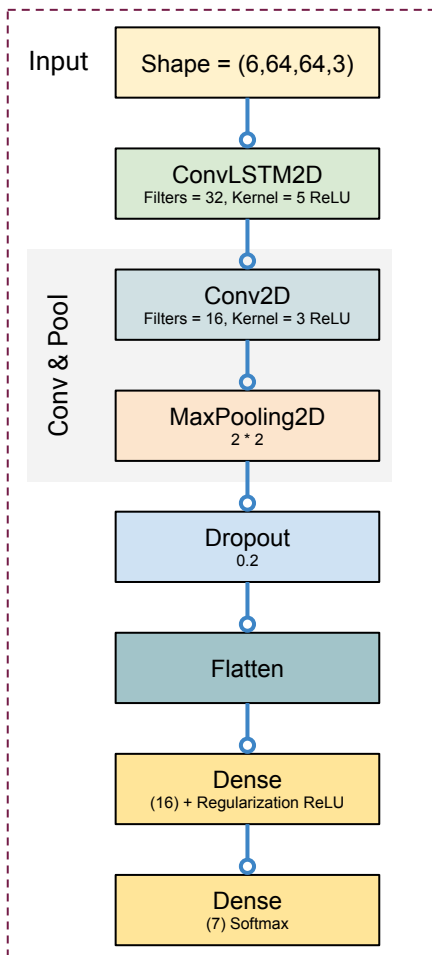 Input
Shape = (6,64,64,3)
ConvLSTM2D
Filters = 32, Kernel = 5 ReLU
Conv & Pool
Conv2D
Filters = 16, Kernel = 3 ReLU
MaxPooling2D
2 * 2
Dropout
0.2
Flatten
Dense
(16) + Regularization ReLU
Dense
(7) Softmax